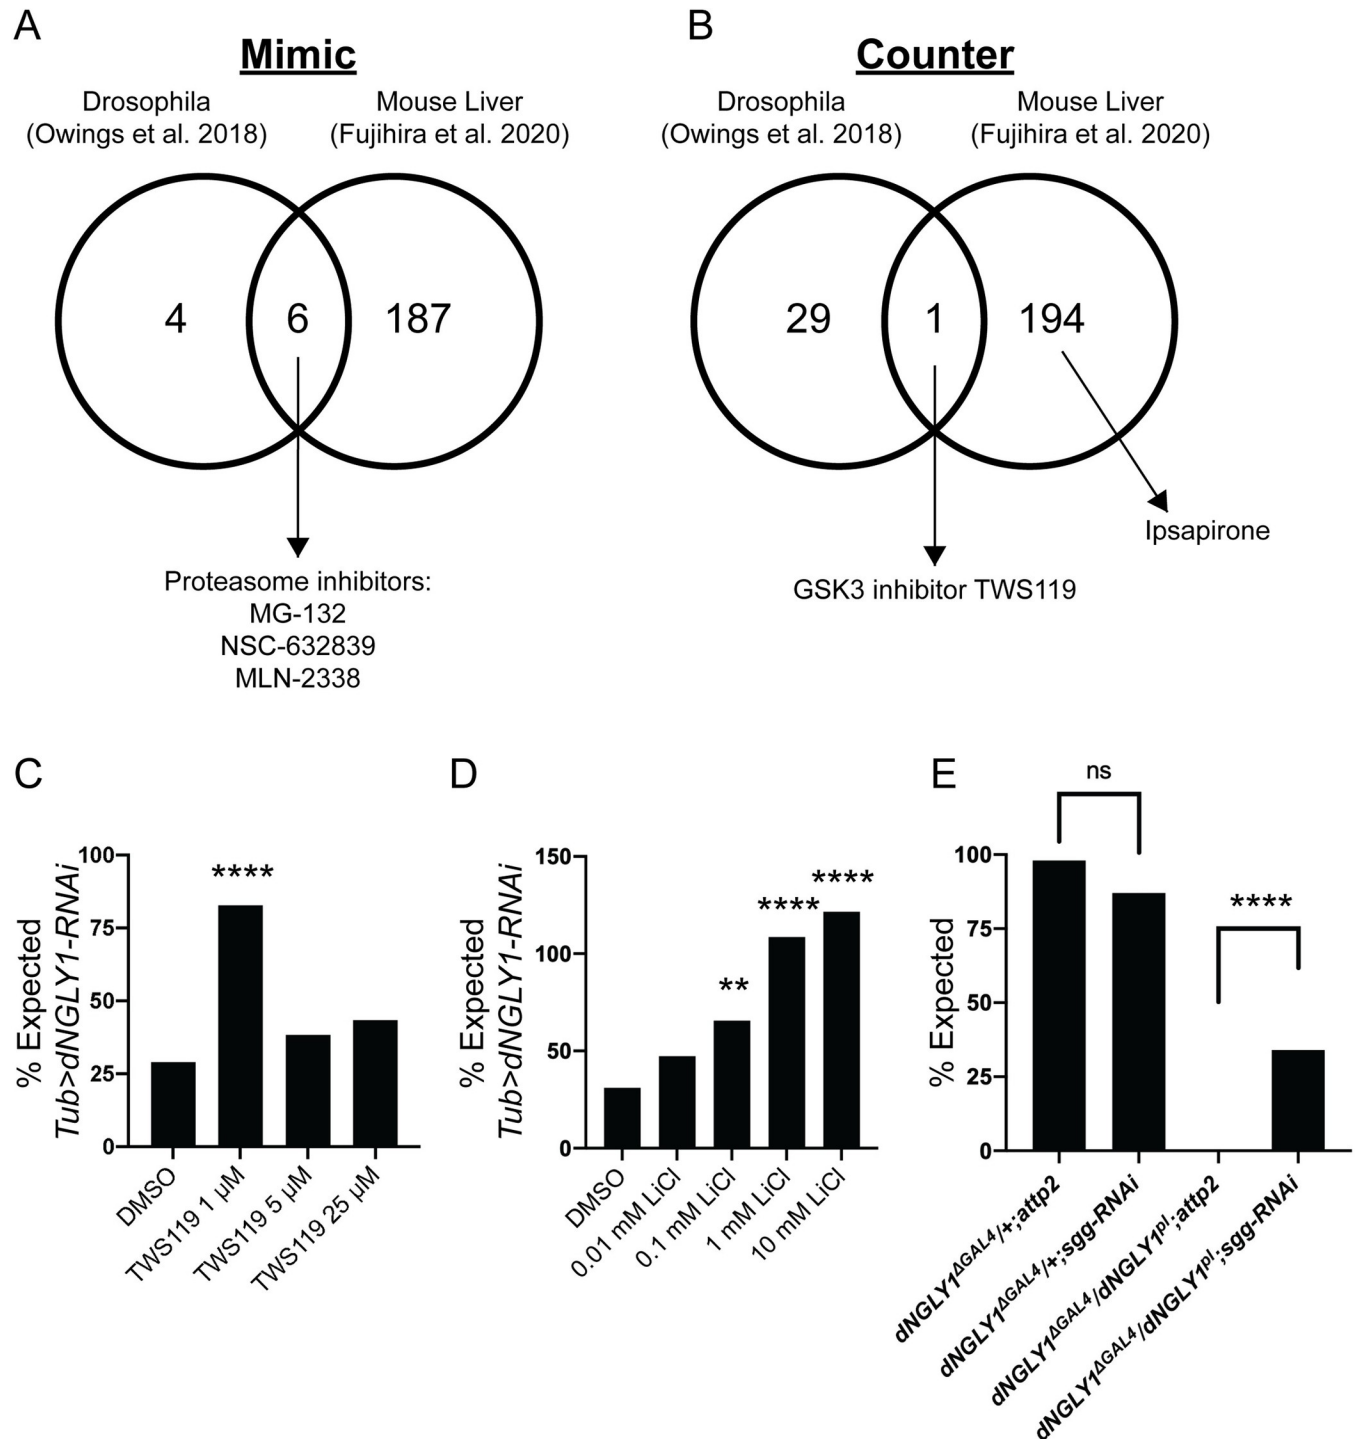 A
Mimic
Drosophila
(Owings et al. 2018)
Mouse Liver
(Fujihira et al. 2020)
4
6
187
Proteasome inhibitors:
MG-132
NSC-632839
MLN-2338
B
Counter
Drosophila
(Owings et al. 2018)
Mouse Liver
(Fujihira et al. 2020)
29
1
194
Ipsapirone
GSK3 inhibitor TWS119
C
% Expected
Tub>dNGLY1-RNAi
100
75
50
25
0
****
DMSO
TWS119 1 µM
TWS119 5 µM
TWS119 25 µM
D
% Expected
Tub>dNGLY1-RNAi
150
100
50
0
**
****
****
DMSO
0.01 mM LiCl
0.1 mM LiCl
1 mM LiCl
10 mM LiCl
E
% Expected
100
75
50
25
0
ns
****
dNGLY1ΔGAL4/+;attp2
dNGLY1ΔGAL4/+;sgg-RNAi
dNGLY1ΔGAL4/dNGLY1pl;attp2
dNGLY1ΔGAL4/dNGLY1pl;sgg-RNAi